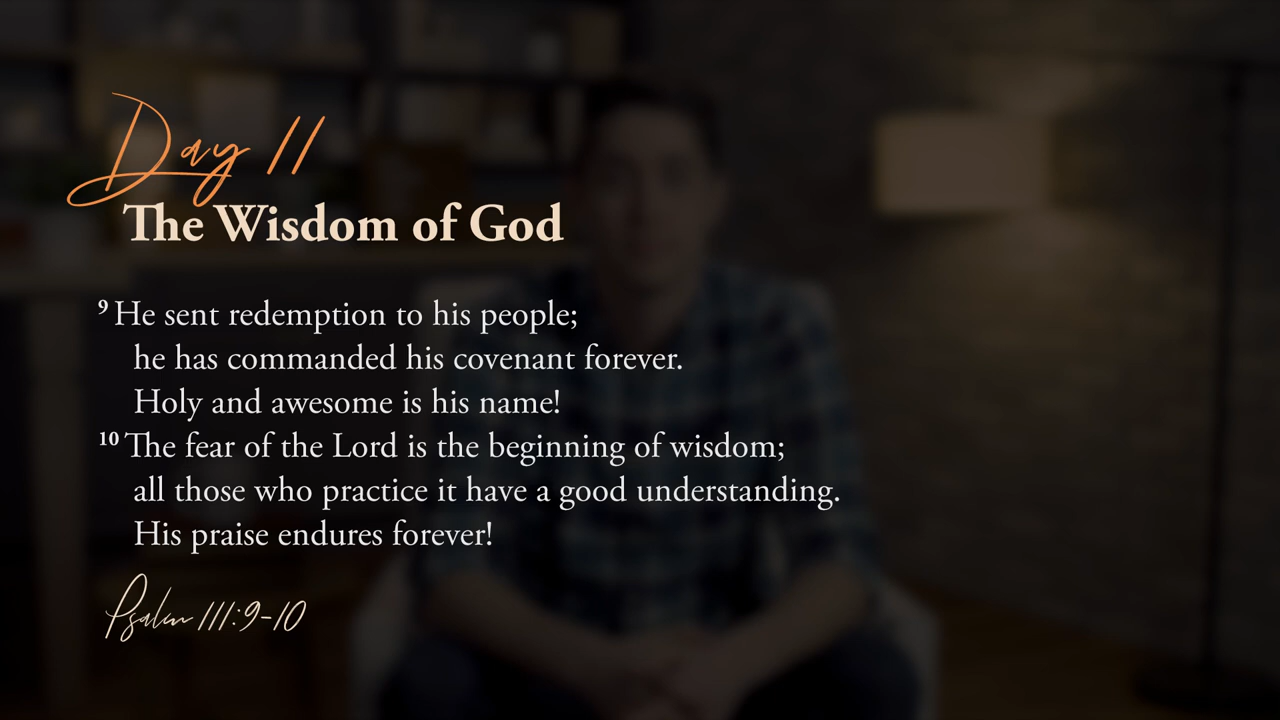 Day 11
The Wisdom of God
9 He sent redemption to his people;
he has commanded his covenant forever.
Holy and awesome is his name!
10 The fear of the Lord is the beginning of wisdom;
all those who practice it have a good understanding.
His praise endures forever!
Psalm 111:9-10